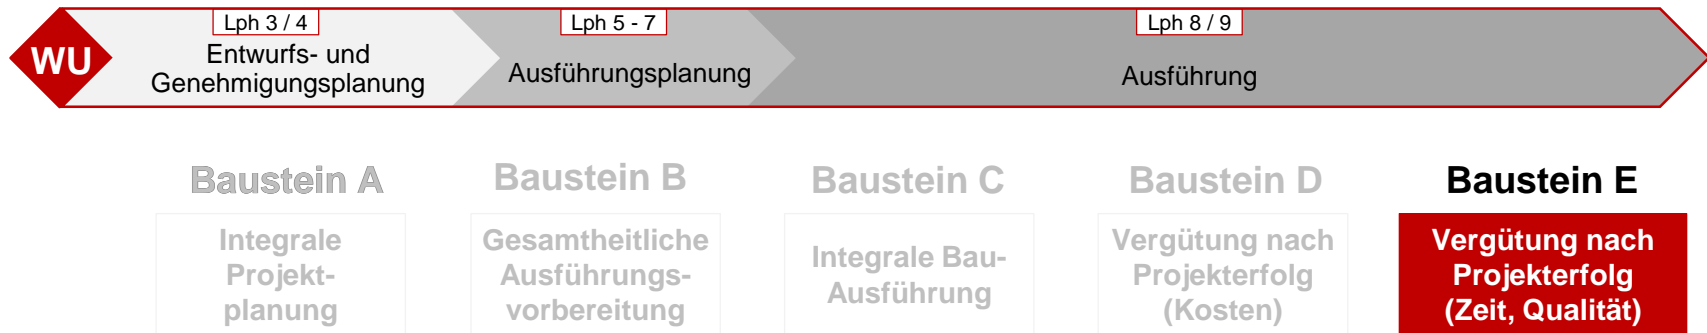 WU
Lph 3 / 4
Entwurfs- und
Genehmigungsplanung
Lph 5 - 7
Ausführungsplanung
Lph 8 / 9
Ausführung
Baustein A
Integrale
Projekt-
planung
Baustein B
Gesamtheitliche
Ausführungs-
vorbereitung
Baustein C
Integrale Bau-
Ausführung
Baustein D
Vergütung nach
Projekterfolg
(Kosten)
Baustein E
Vergütung nach
Projekterfolg
(Zeit, Qualität)